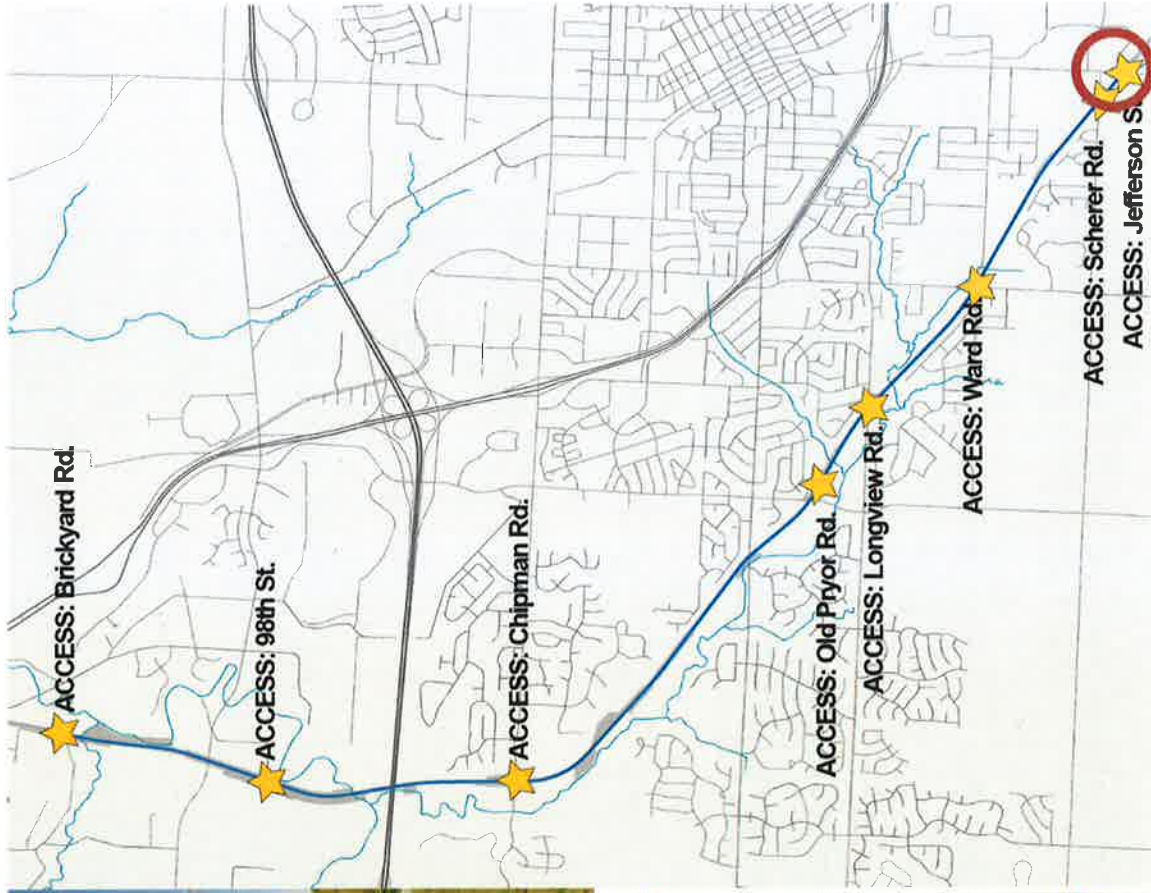 ACCESS: Brickyard Rd.
ACCESS: 98th St.
ACCESS: Chipman Rd.
ACCESS: Old Pryor Rd.
ACCESS: Longview Rd.
ACCESS: Ward Rd.
ACCESS: Scherer Rd.
ACCESS: Jefferson S